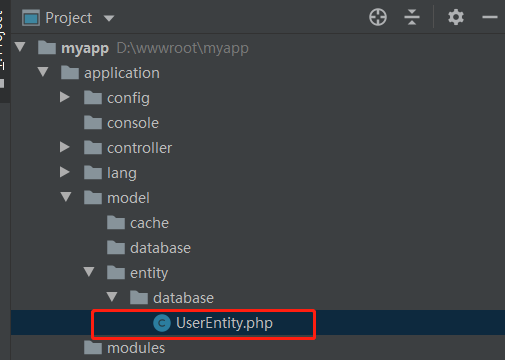 Project
myapp D:\wwwroot\myapp
application
config
console
controller
lang
model
cache
database
entity
database
C UserEntity.php
modules